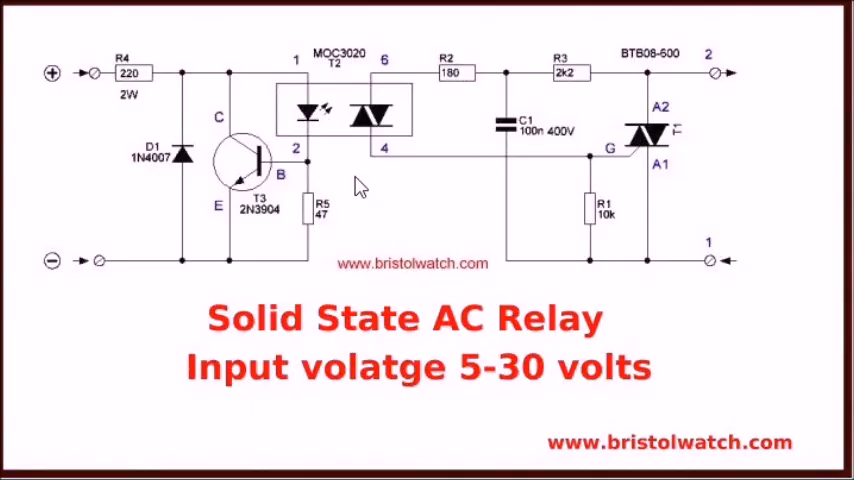 MOC3020
T2
R4
220
2W
1
6
R2
180
R3
2k2
BTB08-600
2
D1
1N4007
C
B
E
T3
2N3904
2
4
R5
47
C1
100n 400V
A2
T1
G
A1
R1
10k
1
www.bristolwatch.com
Solid State AC Relay
Input volatge 5-30 volts
www.bristolwatch.com